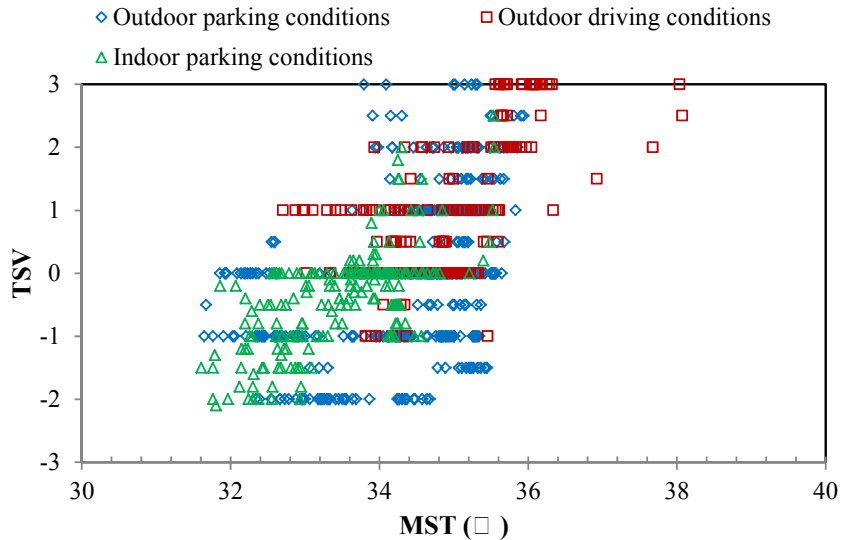 Outdoor parking conditions
Outdoor driving conditions
Indoor parking conditions
3
2
1
0
-1
-2
-3
TSV
30
32
34
36
38
40
MST (□ )